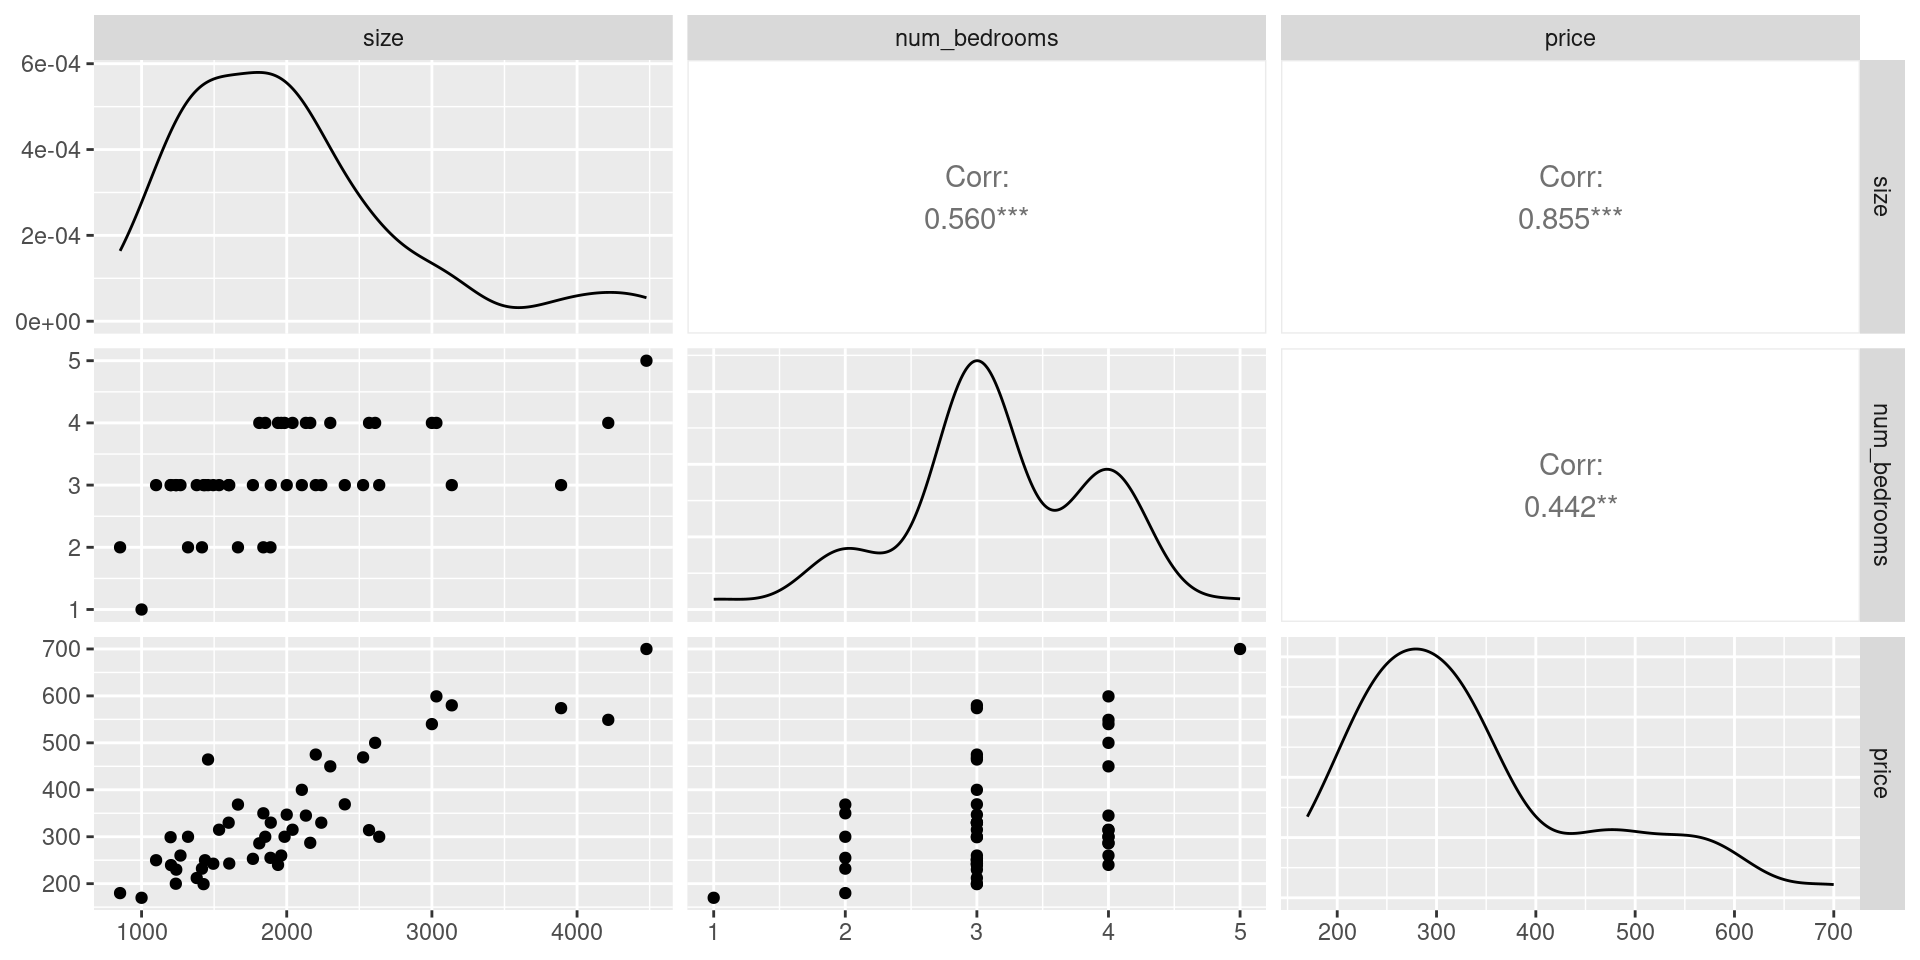 size
num_bedrooms
price
6e-04
4e-04
2e-04
0e+00
Corr:
0.560***
Corr:
0.855***
size
5
4
3
2
1
Corr:
0.442**
num_bedrooms
700
600
500
400
300
200
price
1000 2000 3000 4000
1 2 3 4 5
200 300 400 500 600 700